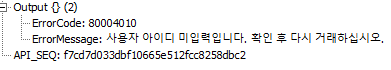 Output {} (2)
ErrorCode: 80004010
ErrorMessage: 사용자 아이디 미입력입니다. 확인 후 다시 거래하십시오.
API_SEQ: f7cd7d033dbf10665e512fcc8258dbc2